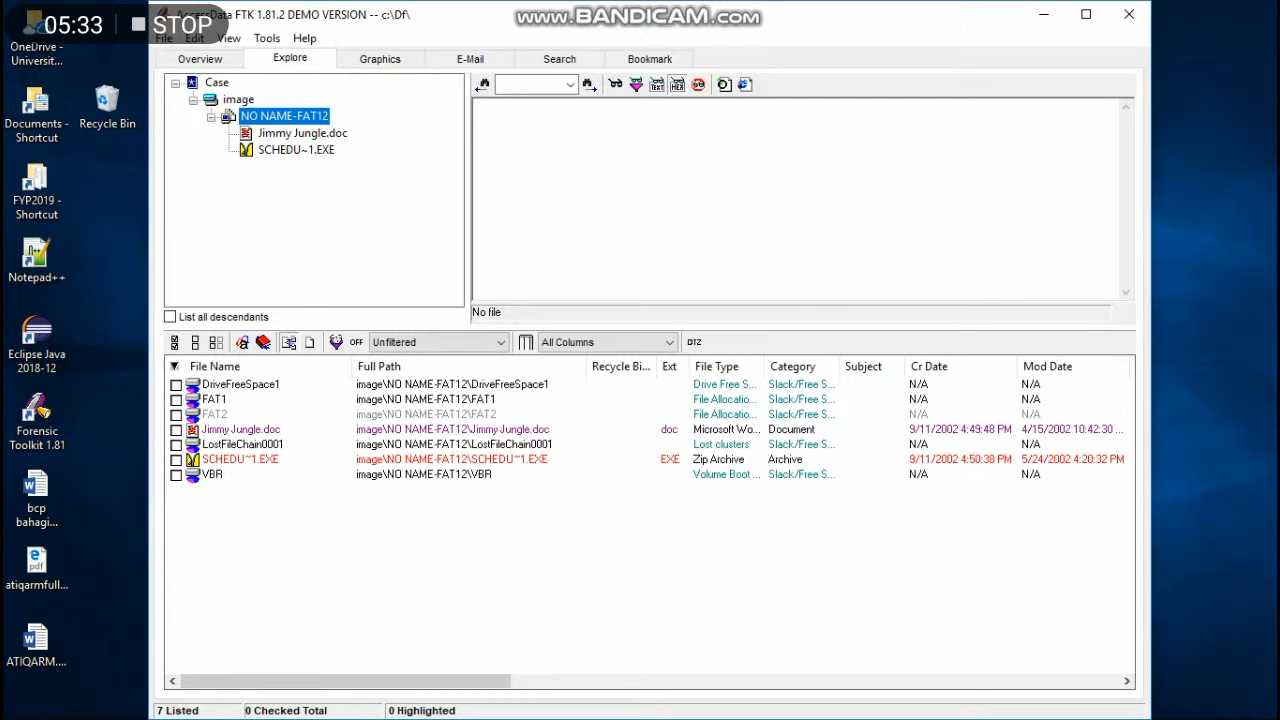 05:33 STOP
AccessData FTK 1.81.2 DEMO VERSION -- c:\Df\
WWW.BANDICAM.COM
File Edit View Tools Help
Overview Explore Graphics E-Mail Search Bookmark
Case
image
NO NAME-FAT12
Jimmy Jungle.doc
SCHEDU~1.EXE
TEXT HEX
No file
List all descendants
OFF Unfiltered All Columns DTZ
File Name Full Path Recycle Bi... Ext File Type Category Subject Cr Date Mod Date
DriveFreeSpace1 image\NO NAME-FAT12\DriveFreeSpace1 Drive Free S... Slack/Free S... N/A N/A
FAT1 image\NO NAME-FAT12\FAT1 File Allocatio... Slack/Free S... N/A N/A
FAT2 image\NO NAME-FAT12\FAT2 File Allocatio... Slack/Free S... N/A N/A
Jimmy Jungle.doc image\NO NAME-FAT12\Jimmy Jungle.doc doc Microsoft Wo... Document 9/11/2002 4:49:48 PM 4/15/2002 10:42:30 ...
LostFileChain0001 image\NO NAME-FAT12\LostFileChain0001 Lost clusters Slack/Free S... N/A N/A
SCHEDU~1.EXE image\NO NAME-FAT12\SCHEDU~1.EXE EXE Zip Archive Archive 9/11/2002 4:50:38 PM 5/24/2002 4:20:32 PM
VBR image\NO NAME-FAT12\VBR Volume Boot ... Slack/Free S... N/A N/A
7 Listed 0 Checked Total 0 Highlighted
OneDrive -
Universit...
Documents -
Shortcut
Recycle Bin
FYP2019 -
Shortcut
Notepad++
Eclipse Java
2018-12
Forensic
Toolkit 1.81
bcp
bahagi...
pdf
atiqarmfull...
ATIQARM....